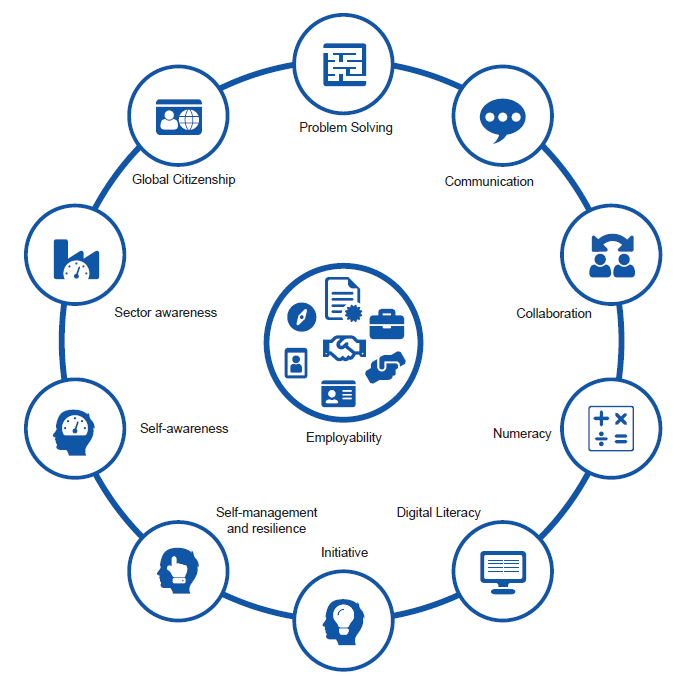 Problem Solving
Global Citizenship
Communication
Sector awareness
Collaboration
Self-awareness
Employability
Numeracy
Self-management
and resilience
Digital Literacy
Initiative